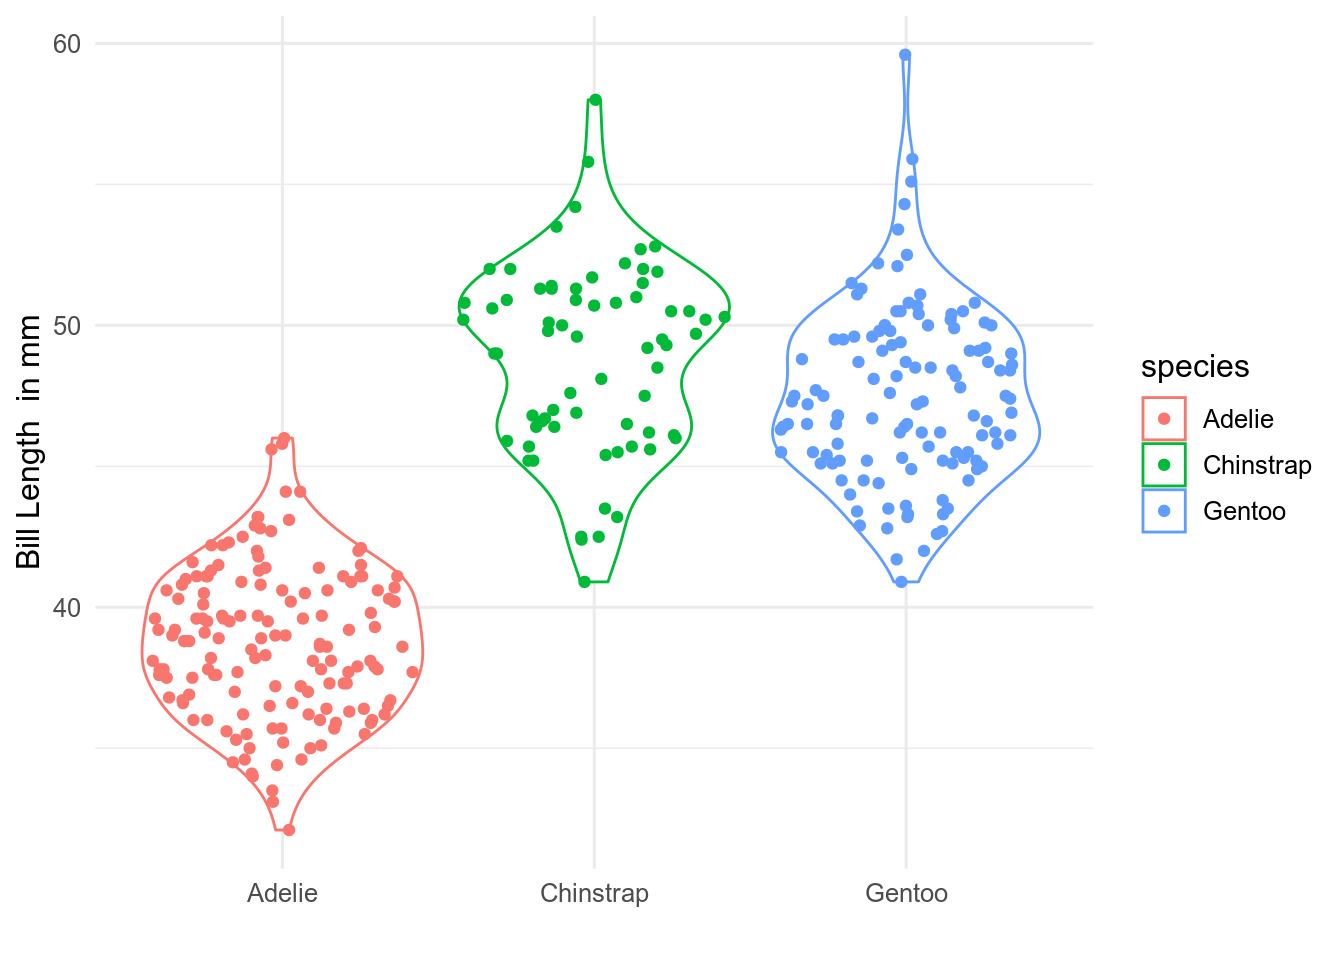 60
50
40
Bill Length  in mm
Adelie
Chinstrap
Gentoo
species
Adelie
Chinstrap
Gentoo